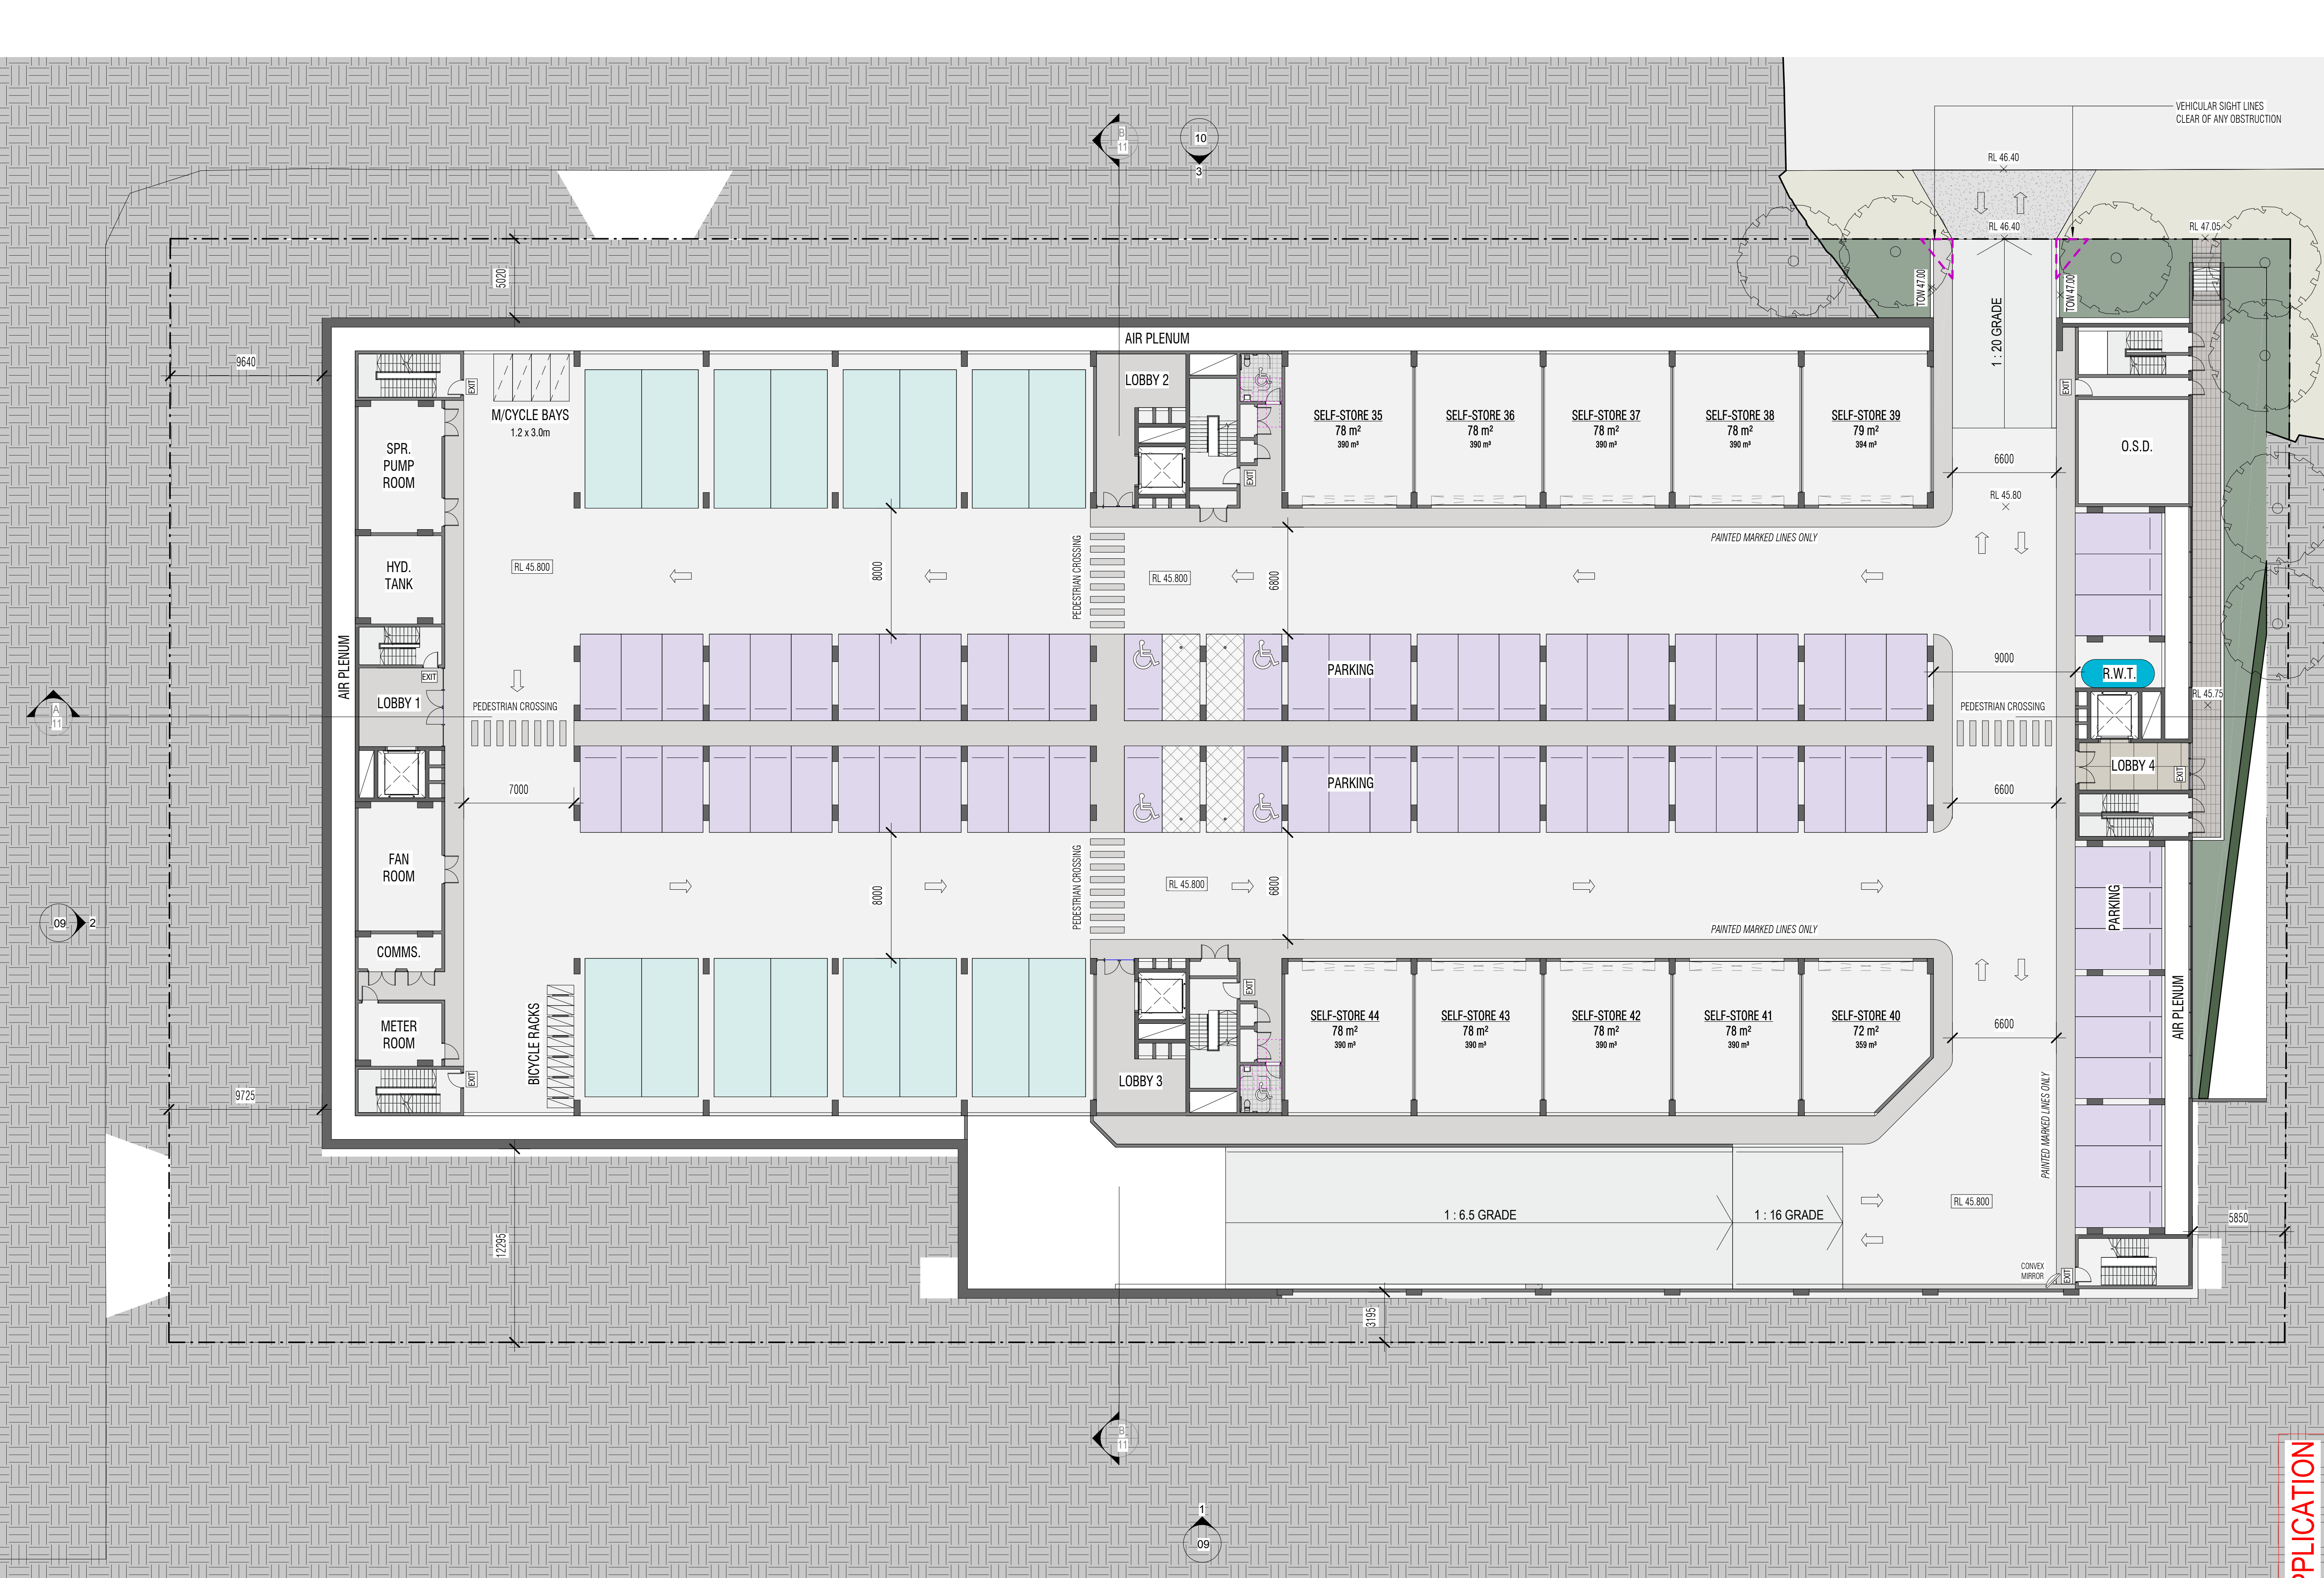 VEHICULAR SIGHT LINES
CLEAR OF ANY OBSTRUCTION
B
11
10
3
RL 46.40
RL 46.40
RL 47.05
5020
TOW 47.00
TOW 47.00
1 : 20 GRADE
AIR PLENUM
9640
EXIT
M/CYCLE BAYS
1.2 x 3.0m
LOBBY 2
EXIT
SELF-STORE 35
78 m²
390 m³
SELF-STORE 36
78 m²
390 m³
SELF-STORE 37
78 m²
390 m³
SELF-STORE 38
78 m²
390 m³
SELF-STORE 39
79 m²
394 m³
EXIT
O.S.D.
SPR.
PUMP
ROOM
6600
RL 45.80
PAINTED MARKED LINES ONLY
HYD.
TANK
RL 45.800
8000
PEDESTRIAN CROSSING
RL 45.800
6800
AIR PLENUM
EXIT
LOBBY 1
PEDESTRIAN CROSSING
PARKING
9000
R.W.T.
RL 45.75
PEDESTRIAN CROSSING
A
11
LOBBY 4
EXIT
7000
PARKING
6600
FAN
ROOM
8000
PEDESTRIAN CROSSING
RL 45.800
6800
PARKING
09
2
PAINTED MARKED LINES ONLY
COMMS.
EXIT
AIR PLENUM
METER
ROOM
EXIT
BICYCLE RACKS
LOBBY 3
SELF-STORE 44
78 m²
390 m³
SELF-STORE 43
78 m²
390 m³
SELF-STORE 42
78 m²
390 m³
SELF-STORE 41
78 m²
390 m³
SELF-STORE 40
72 m²
359 m³
6600
9725
PAINTED MARKED LINES ONLY
12295
1 : 6.5 GRADE
1 : 16 GRADE
RL 45.800
5850
CONVEX
MIRROR
EXIT
3195
B
11
1
09